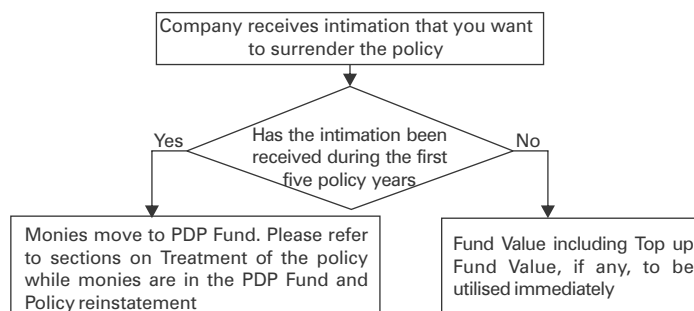 Company receives intimation that you want
to surrender the policy
Yes
Has the intimation been
received during the first
five policy years
No
Monies move to PDP Fund. Please refer
to sections on Treatment of the policy
while monies are in the PDP Fund and
Policy reinstatement
Fund Value including Top up
Fund Value, if any, to be
utilised immediately